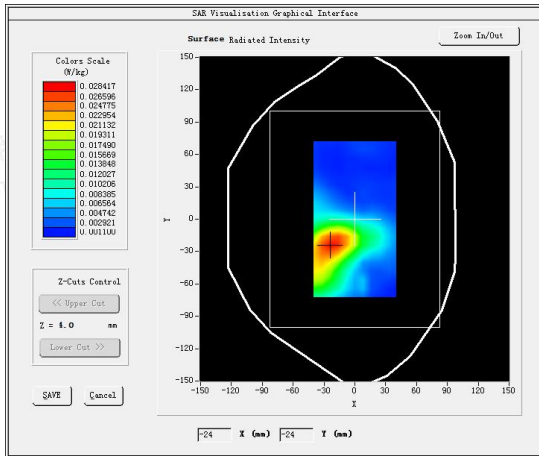 SAR Visualisation Graphical Interface
Surface Radiated Intensity
Zoom In/Out
Colors Scale
(W/kg)
0.028417
0.026596
0.024775
0.022954
0.021132
0.019311
0.017490
0.015669
0.013848
0.012027
0.010206
0.008385
0.006564
0.004742
0.002921
0.001100
Z-Cuts Control
<< Upper Cut
Z = 4.0 mm
Lower Cut >>
SAVE
Cancel
150
120
90
60
30
0
-30
-60
-90
-120
-150
Y
-150 -120 -90 -60 -30 0 30 60 90 120 150
X
-24 X (mm) -24 Y (mm)